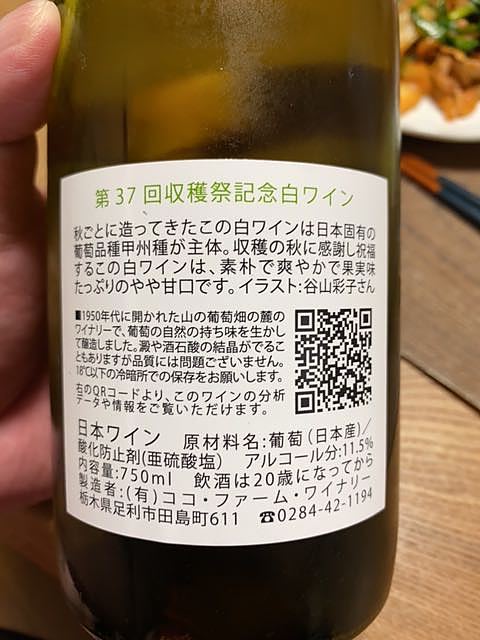 第37回収穫祭記念白ワイン
秋ごとに造ってきたこの白ワインは日本固有の
葡萄品種甲州種が主体。収穫の秋に感謝し祝福
するこの白ワインは、素朴で爽やかで果実味
たっぷりのやや甘口です。イラスト:谷山彩子さん
■1950年代に開かれた山の葡萄畑の麓の
ワイナリーで、葡萄の自然の持ち味を生かし
て醸造しました。澱や酒石酸の結晶がでるこ
ともありますが品質には問題ございません。
18℃以下の冷暗所での保存をお願いします。
右のQRコードより、このワインの分析
データや情報をご覧いただけます。
日本ワイン 原材料名:葡萄(日本産)/
酸化防止剤(亜硫酸塩) アルコール分:11.5%
内容量:750ml 飲酒は20歳になってから
製造者:(有)ココ・ファーム・ワイナリー
栃木県足利市田島町611 ☎0284-42-1194